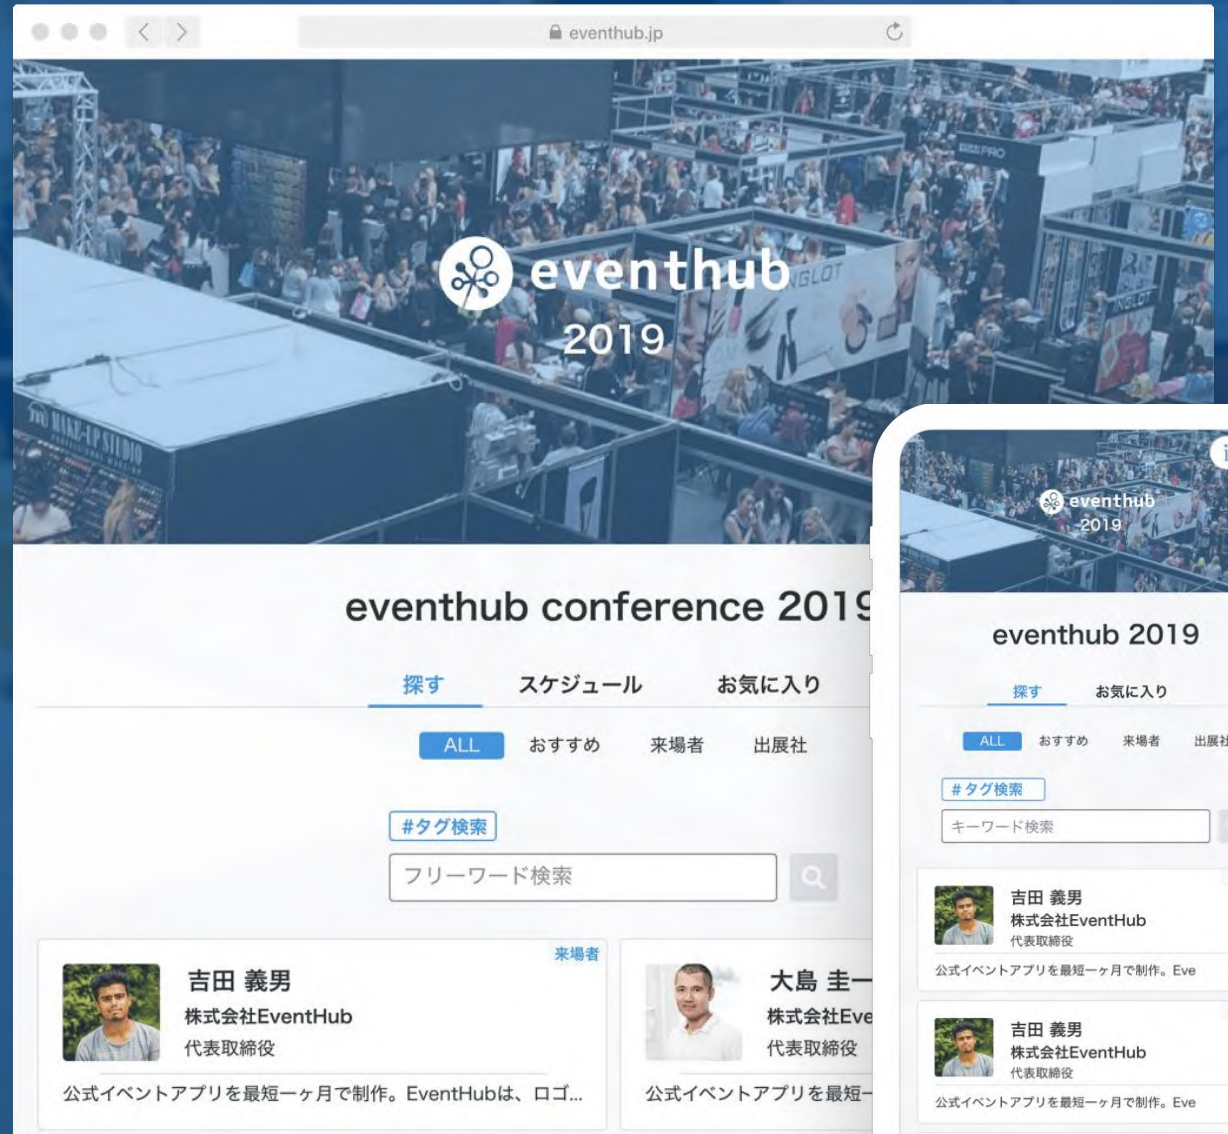 eventhub.jp
PRO
INGLOT
INGLOT
MAKE-UP STUDIO
eventhub
2019
eventhub conference 2019
探す
スケジュール
お気に入り
ALL
おすすめ
来場者
出展社
#タグ検索
フリーワード検索
来場者
吉田 義男
株式会社EventHub
代表取締役
公式イベントアプリを最短一ヶ月で制作。EventHubは、ロゴ...
大島 圭一
株式会社Eve
代表取締役
公式イベントアプリを最短一
i
eventhub
2019
eventhub 2019
探す
お気に入り
ALL
おすすめ
来場者
出展社
#タグ検索
キーワード検索
吉田 義男
株式会社EventHub
代表取締役
公式イベントアプリを最短一ヶ月で制作。Eve
吉田 義男
株式会社EventHub
代表取締役
公式イベントアプリを最短一ヶ月で制作。Eve